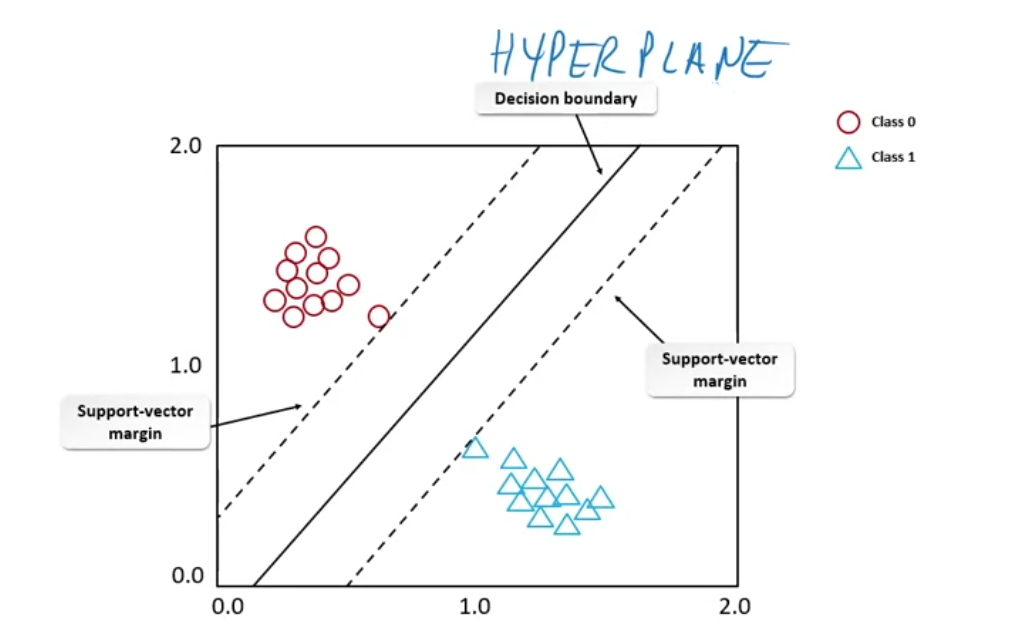 HYPERPLANE
Decision boundary
Class 0
Class 1
2.0
1.0
Support-vector
margin
Support-vector
margin
0.0
0.0
1.0
2.0